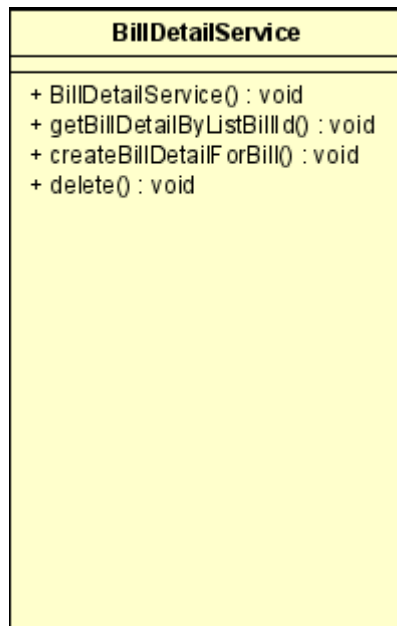 BillDetailService
+ BillDetailService() : void
+ getBillDetailByListBillId() : void
+ createBillDetailForBill() : void
+ delete() : void